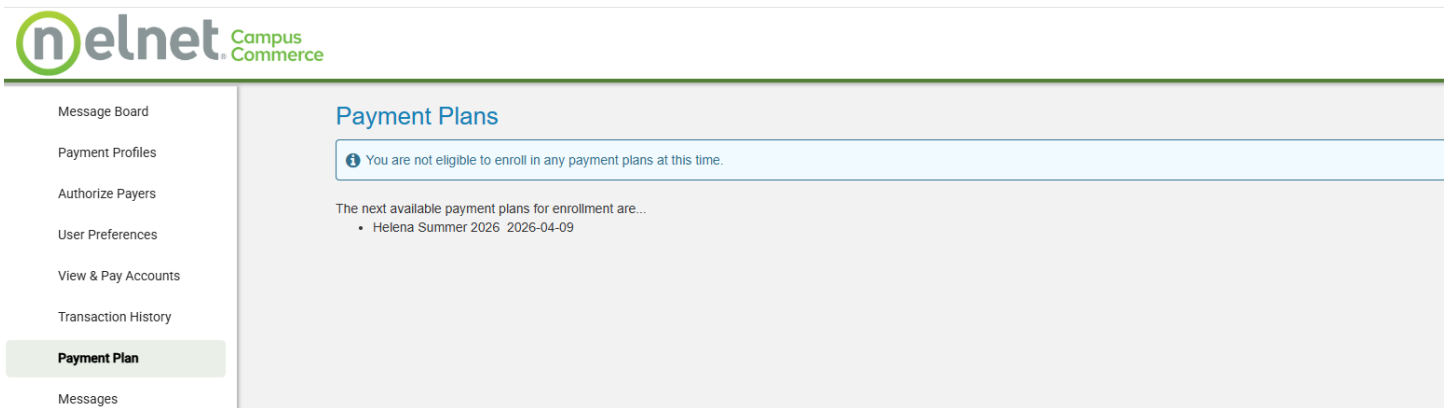 nelnet Campus Commerce
Message Board
Payment Profiles
Authorize Payers
User Preferences
View & Pay Accounts
Transaction History
Payment Plan
Messages
Payment Plans
You are not eligible to enroll in any payment plans at this time.
The next available payment plans for enrollment are...
• Helena Summer 2026 2026-04-09